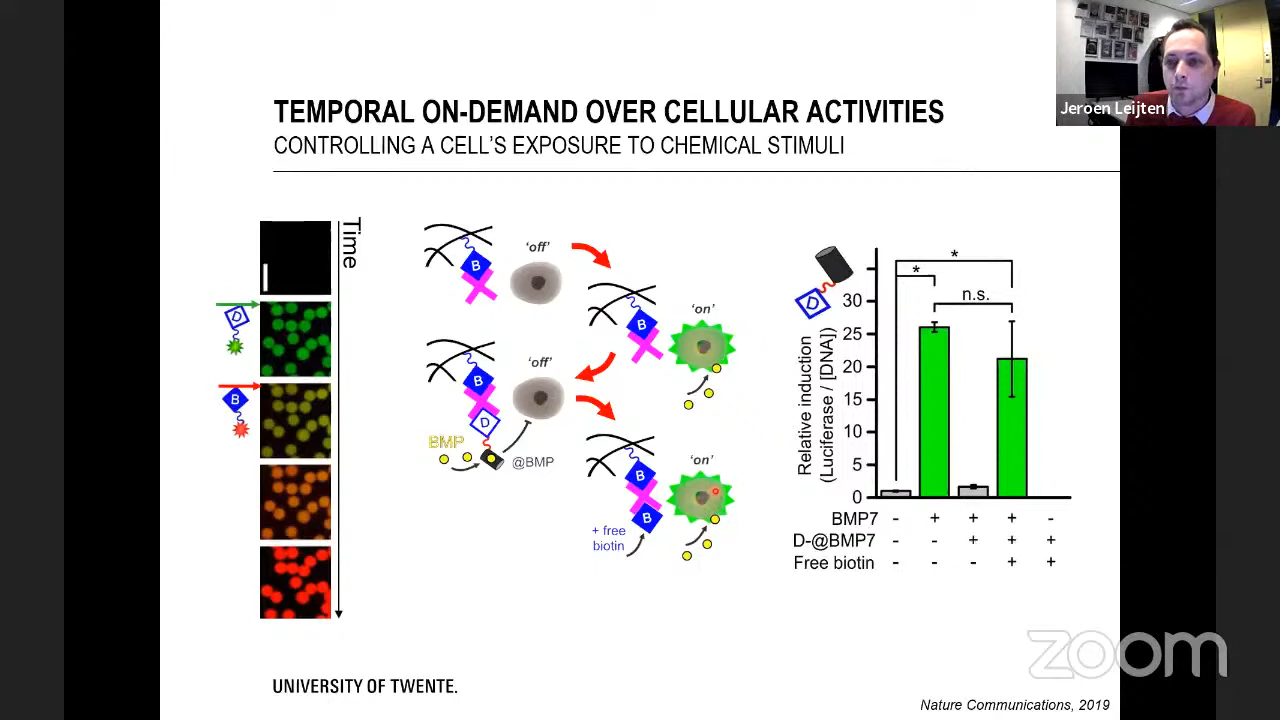 Jeroen Leijten
TEMPORAL ON-DEMAND OVER CELLULAR ACTIVITIES
CONTROLLING A CELL'S EXPOSURE TO CHEMICAL STIMULI
Time
D
B
'off'
B
'on'
B
'off'
B
D
BMP
@BMP
'on'
B
B
+ free
biotin
D
*
*
n.s.
30
25
20
15
10
5
0
Relative induction
(Luciferase / [DNA])
BMP7 - + + + -
D-@BMP7 - - + + +
Free biotin - - - + +
zoom
UNIVERSITY OF TWENTE.
Nature Communications, 2019